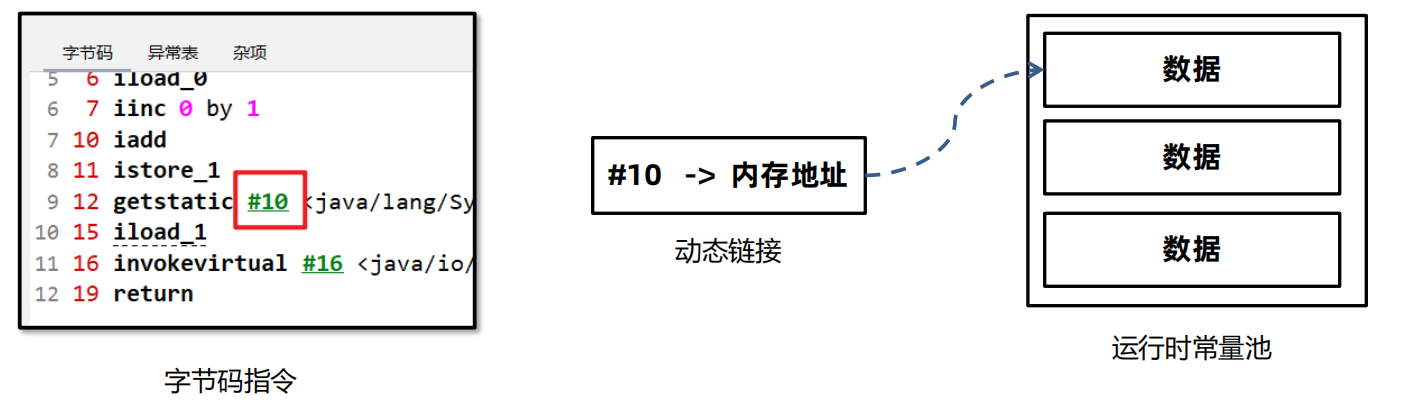 字节码 异常表 杂项
5 6 iload_0
6 7 iinc 0 by 1
7 10 iadd
8 11 istore_1
9 12 getstatic #10 <java/lang/Sy
10 15 iload_1
11 16 invokevirtual #16 <java/io/
12 19 return
字节码指令
#10 -> 内存地址
动态链接
数据
数据
数据
运行时常量池